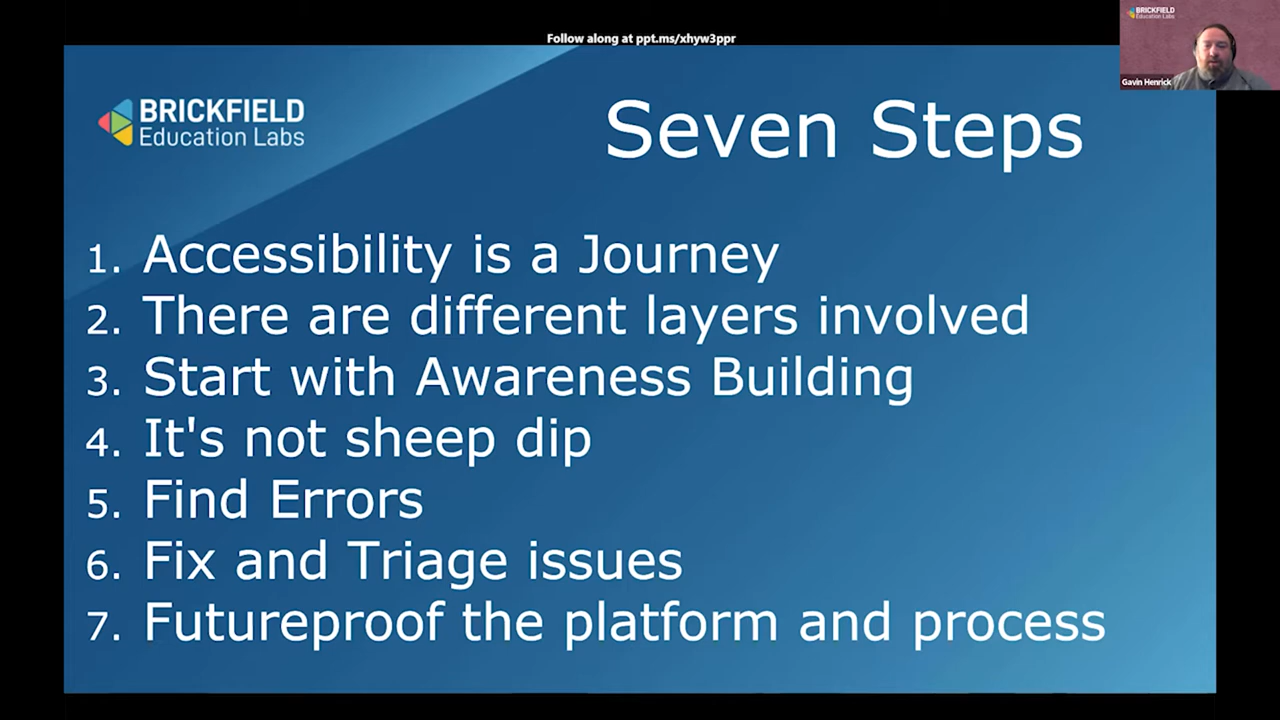 Follow along at ppt.ms/xhyw3ppr
BRICKFIELD
Education Labs
Gavin Henrick
BRICKFIELD
Education Labs
Seven Steps
1. Accessibility is a Journey
2. There are different layers involved
3. Start with Awareness Building
4. It's not sheep dip
5. Find Errors
6. Fix and Triage issues
7. Futureproof the platform and process